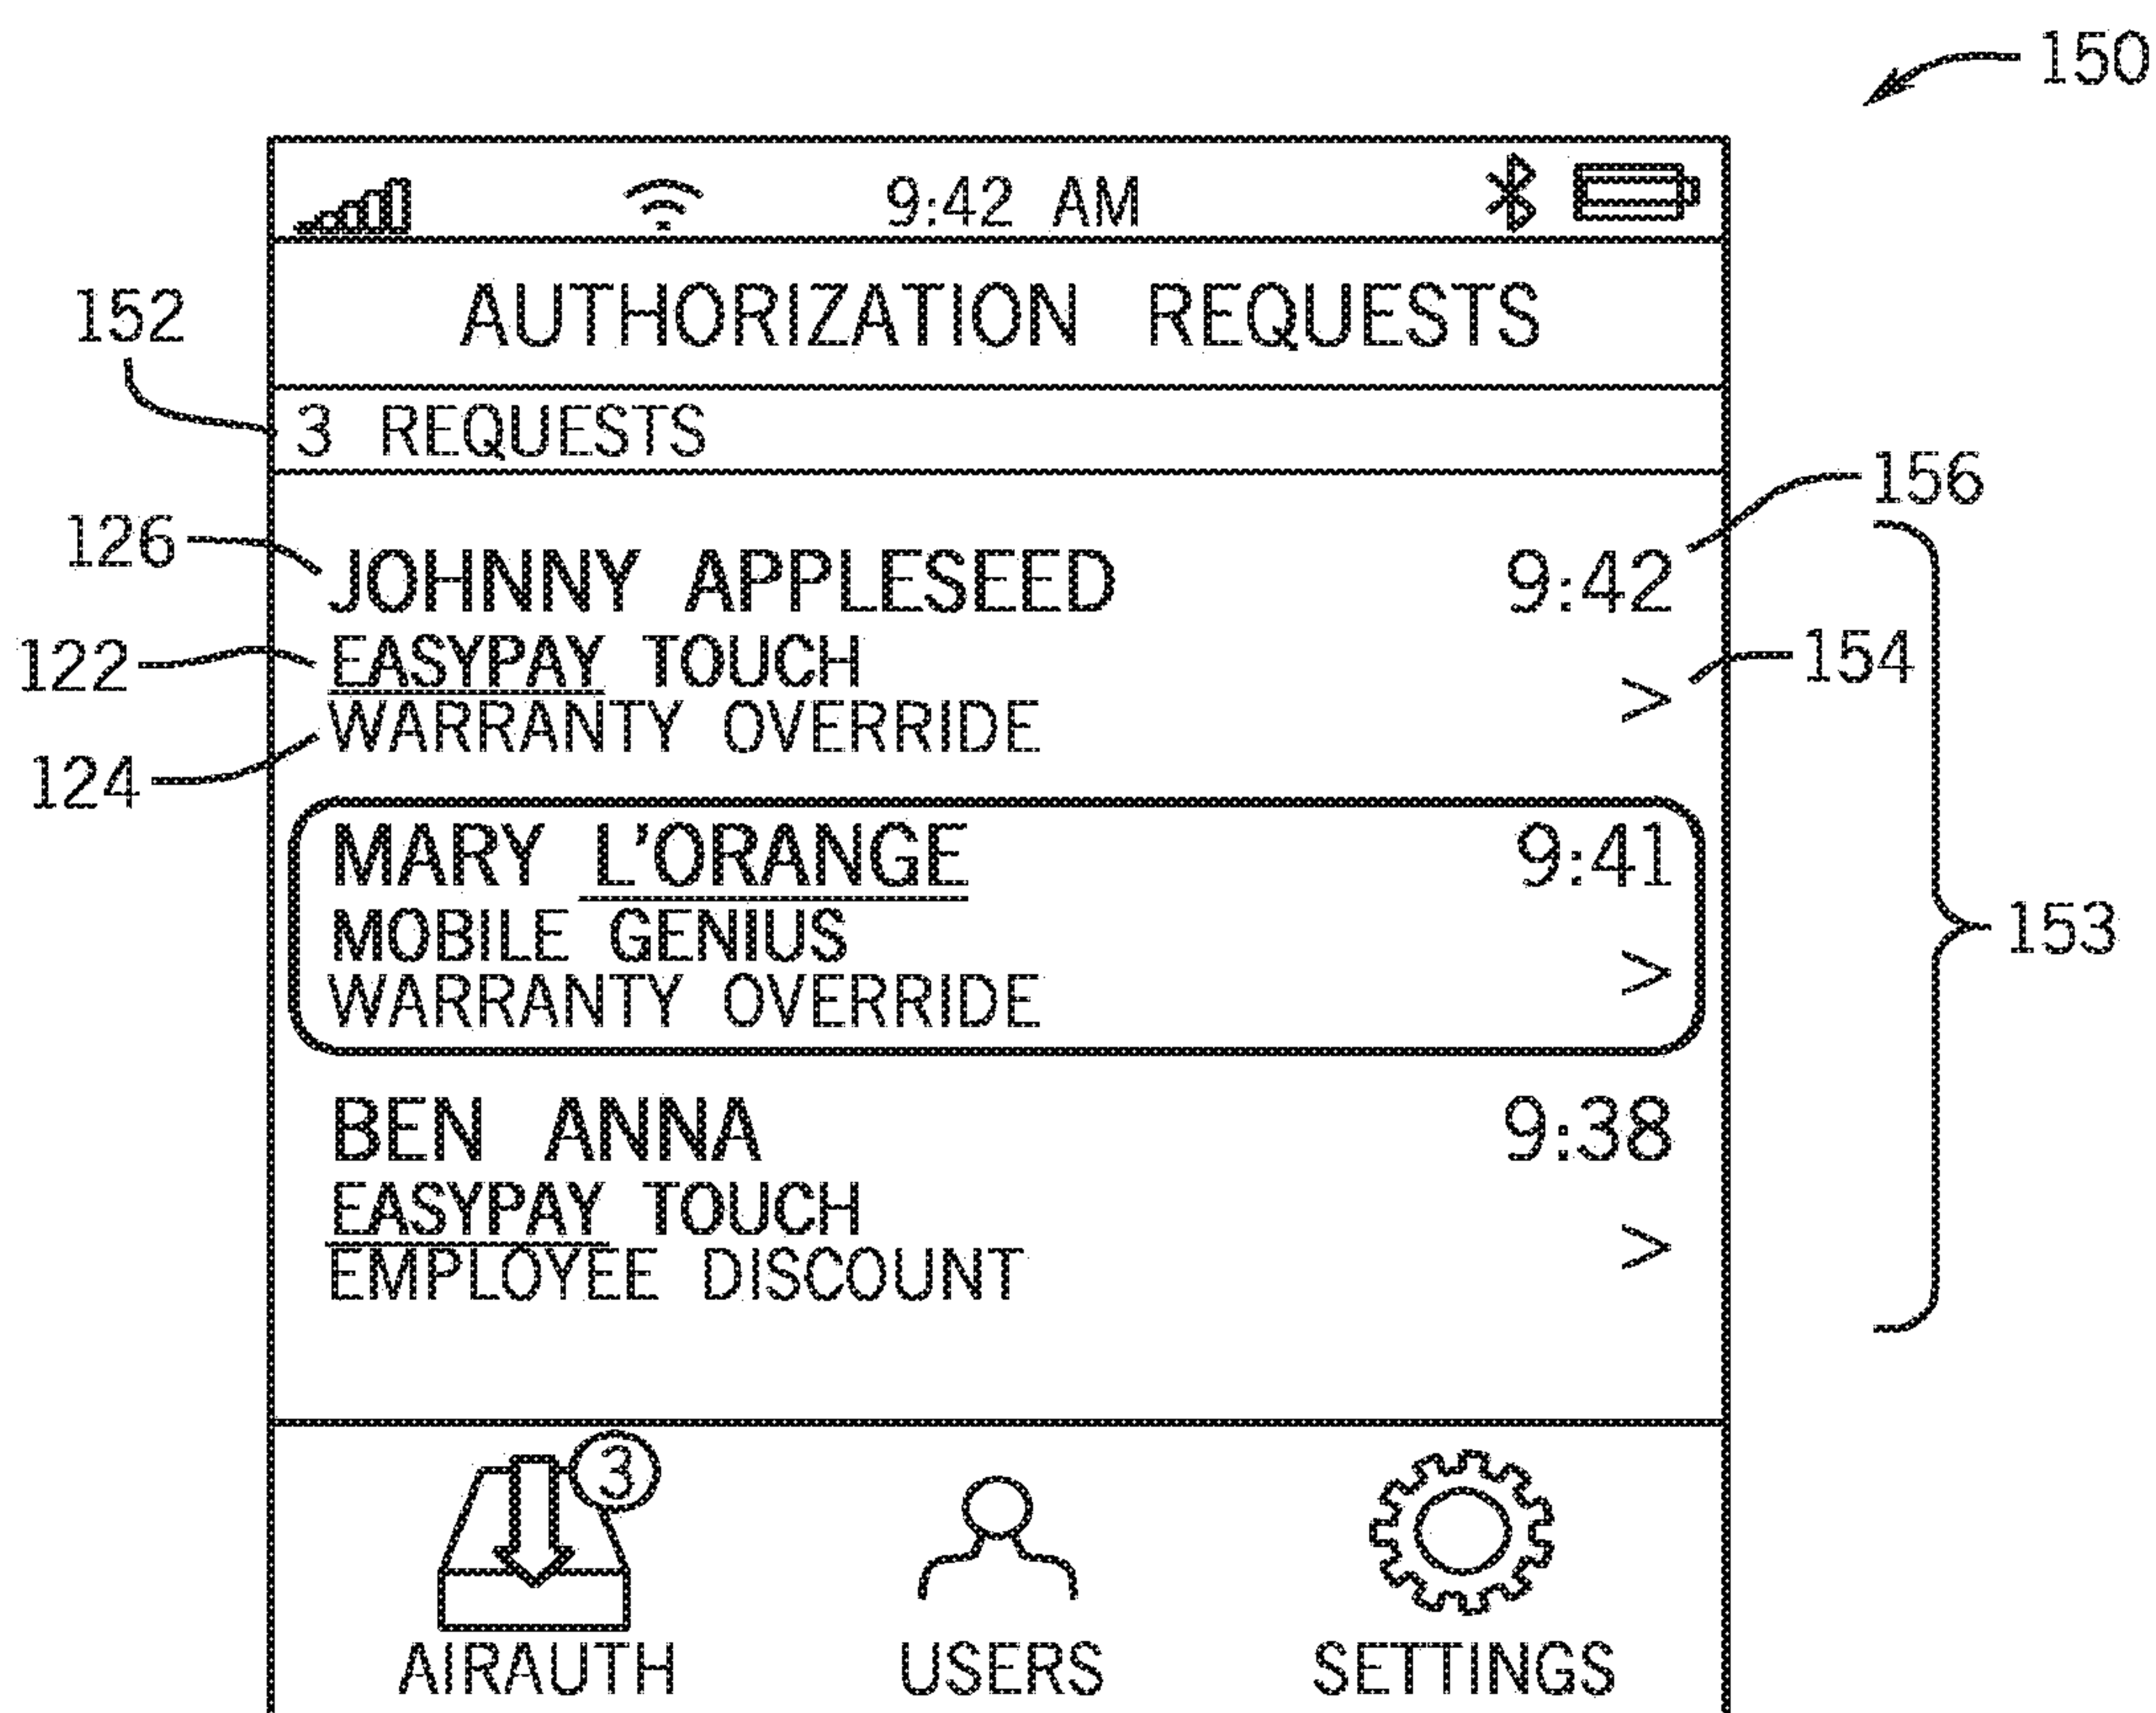 150
9:42 AM
AUTHORIZATION REQUESTS
152
3 REQUESTS
156
126
JOHNNY APPLESEED 9:42
122
EASYPAY TOUCH
154
>
WARRANTY OVERRIDE
124
MARY L'ORANGE 9:41
MOBILE GENIUS
153
>
WARRANTY OVERRIDE
BEN ANNA 9:38
EASYPAY TOUCH
>
EMPLOYEE DISCOUNT
3
AIRAUTH USERS SETTINGS